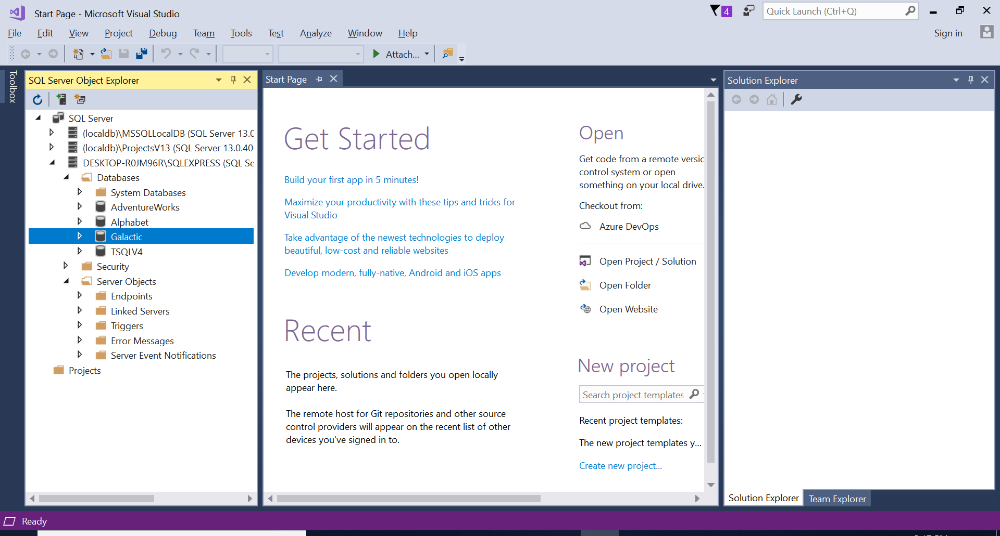 Start Page - Microsoft Visual Studio
4
Quick Launch (Ctrl+Q)
File Edit View Project Debug Team Tools Test Analyze Window Help
Sign in
Attach...
Toolbox
SQL Server Object Explorer
SQL Server
(localdb)\MSSQLLocalDB (SQL Server 13.0
(localdb)\ProjectsV13 (SQL Server 13.0.40
DESKTOP-R0JM96R\SQLEXPRESS (SQL Se
Databases
System Databases
AdventureWorks
Alphabet
Galactic
TSQLV4
Security
Server Objects
Endpoints
Linked Servers
Triggers
Error Messages
Server Event Notifications
Projects
Start Page
Get Started
Build your first app in 5 minutes!
Maximize your productivity with these tips and tricks for
Visual Studio
Take advantage of the newest technologies to deploy
beautiful, low-cost and reliable websites
Develop modern, fully-native, Android and iOS apps
Recent
The projects, solutions and folders you open locally
appear here.
The remote host for Git repositories and other source
control providers will appear on the recent list of other
devices you've signed in to.
Open
Get code from a remote versic
control system or open
something on your local drive.
Checkout from:
Azure DevOps
Open Project / Solution
Open Folder
Open Website
New project
Search project templates
Recent project templates:
The new project templates y...
Create new project...
Solution Explorer
Solution Explorer
Team Explorer
Ready